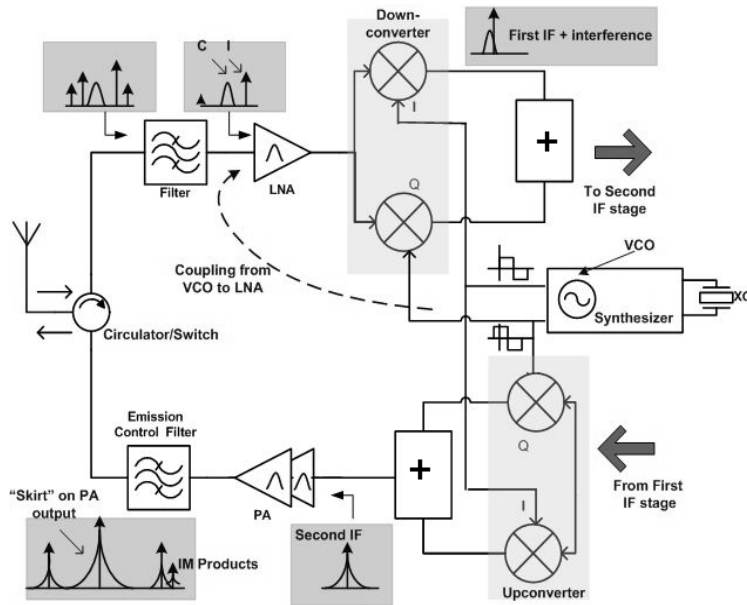 Down-
converter
First IF + interference
C I
I
+
Filter
LNA
To Second
IF stage
Q
VCO
Coupling from
VCO to LNA
XO
Synthesizer
Circulator/Switch
Emission
Control Filter
Q
+
From First
IF stage
"Skirt" on PA
output
PA
I
Second IF
IM Products
Upconverter